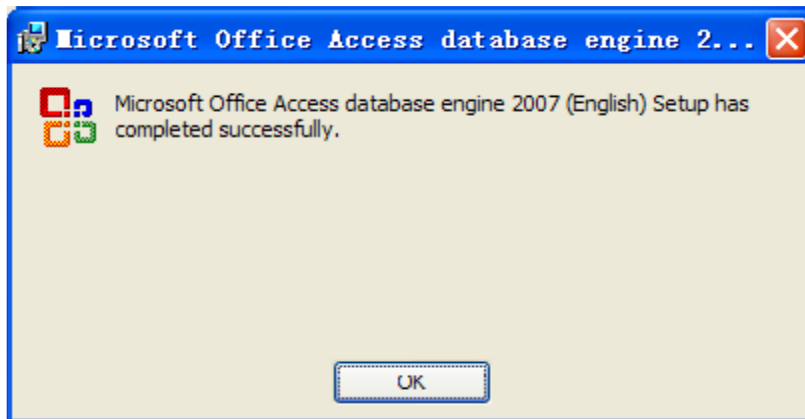 Microsoft Office Access database engine 2...
Microsoft Office Access database engine 2007 (English) Setup has
completed successfully.
OK